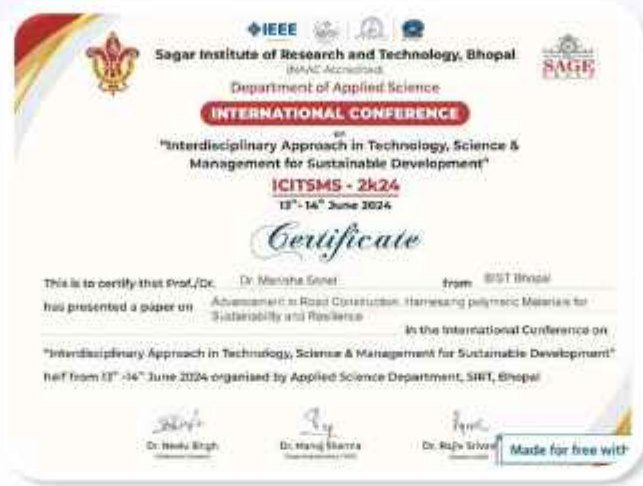 IEEE
Sagar Institute of Research and Technology, Bhopal
(NAAC Accredited)
SAGE
Department of Applied Science
INTERNATIONAL CONFERENCE
on
"Interdisciplinary Approach in Technology, Science &
Management for Sustainable Development"
ICITSMS - 2k24
13th- 14th June 2024
Certificate
This is to certify that Prof./Dr. Dr. Manisha from Bhopal
has presented a paper on Advancement in Road Construction: Harnessing polymeric Materials for
Sustainability and Resilience
in the International Conference on
"Interdisciplinary Approach in Technology, Science & Management for Sustainable Development"
helf from 13th -14th June 2024 organised by Applied Science Department, SIRT, Bhopal
Dr. Neelu Singh Dr. Manoj Sharma Dr. Rajiv
Made for free with